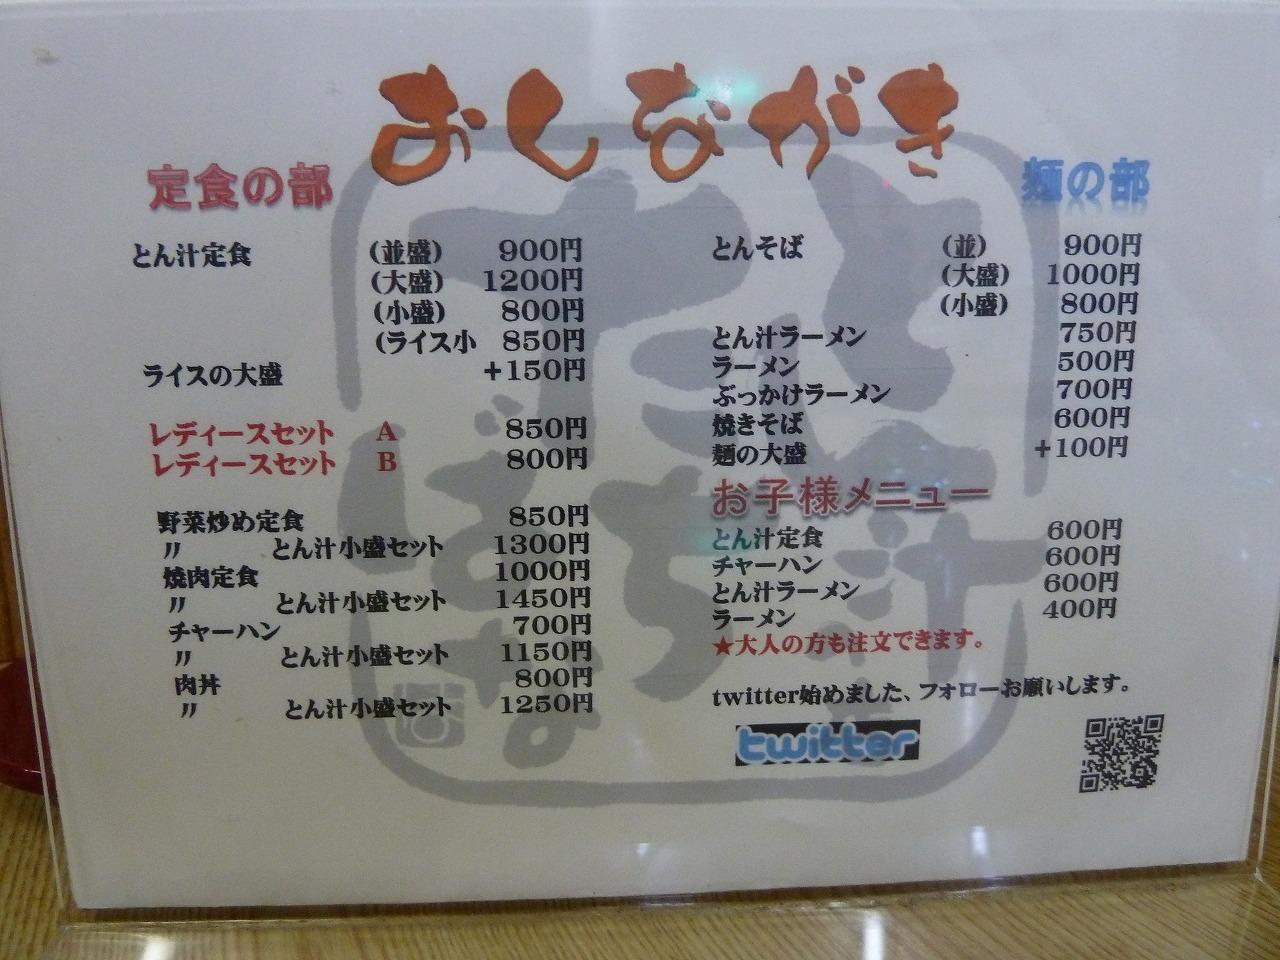 おしながき
定食の部
とん汁定食 (並盛) 900円
(大盛) 1200円
(小盛) 800円
(ライス小 850円
ライスの大盛 +150円
レディースセット A 850円
レディースセット B 800円
野菜炒め定食 850円
〃 とん汁小盛セット 1300円
焼肉定食 1000円
〃 とん汁小盛セット 1450円
チャーハン 700円
〃 とん汁小盛セット 1150円
肉丼 800円
〃 とん汁小盛セット 1250円
麺の部
とんそば (並) 900円
(大盛) 1000円
(小盛) 800円
とん汁ラーメン 750円
ラーメン 500円
ぶっかけラーメン 700円
焼きそば 600円
麺の大盛 +100円
お子様メニュー
とん汁定食 600円
チャーハン 600円
とん汁ラーメン 600円
ラーメン 400円
★大人の方も注文できます。
twitter始めました、フォローお願いします。
twitter